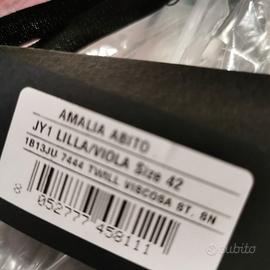 AMALIA ABITO
JY1 LILLA/VIOLA Size 42
1B13JU 7444 TWILL VISCOSA ST. BN
8 052777 458111
subito